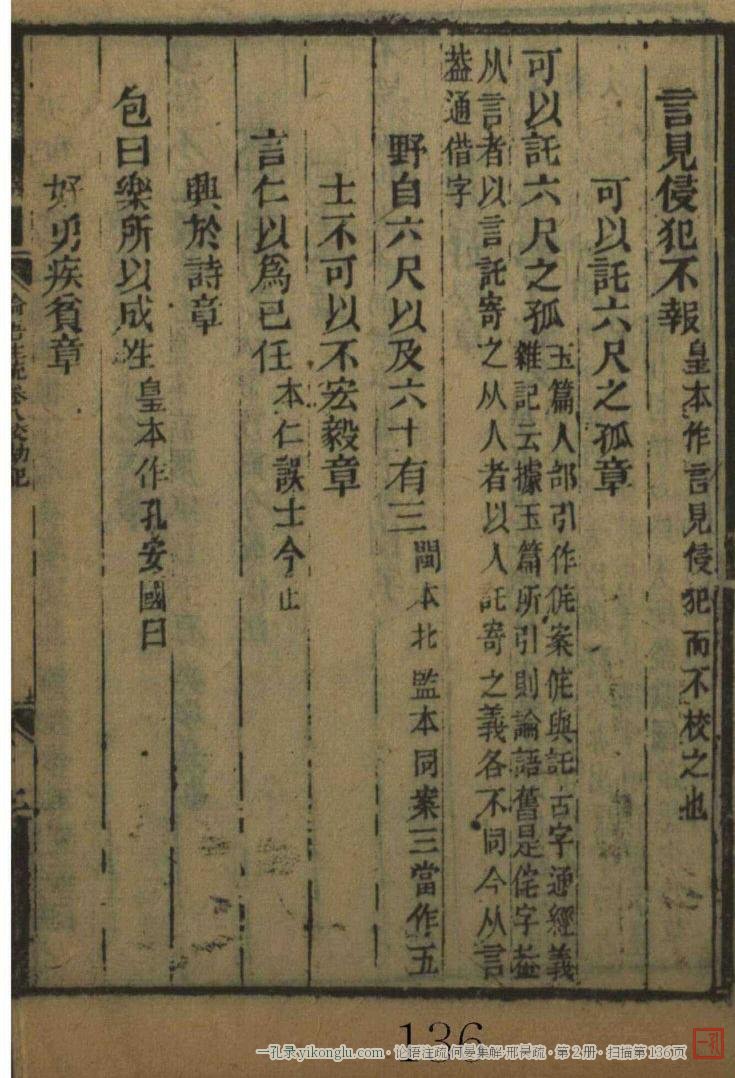 言見侵犯不報皇本作言見侵犯而不校之也
可以託六尺之孤章
可以託六尺之孤玉篇人部引作侂案侂與託古字通經義
雜記云據玉篇所引則論語舊是侂字葢
从言者以言託寄之从人者以人託寄之義各不同今从言
葢通借字
野自六尺以及六十有三閩本北監本同案三當作五
士不可以不宏毅章
言仁以爲已任本仁誤士今正
興於詩章
包曰樂所以成性皇本作孔安國曰
好勇疾貧章
論語注疏卷八校勘記
136
一孔录yikonglu.com·论语注疏.何晏集解.邢昺疏·第2册·扫描第136页
一孔